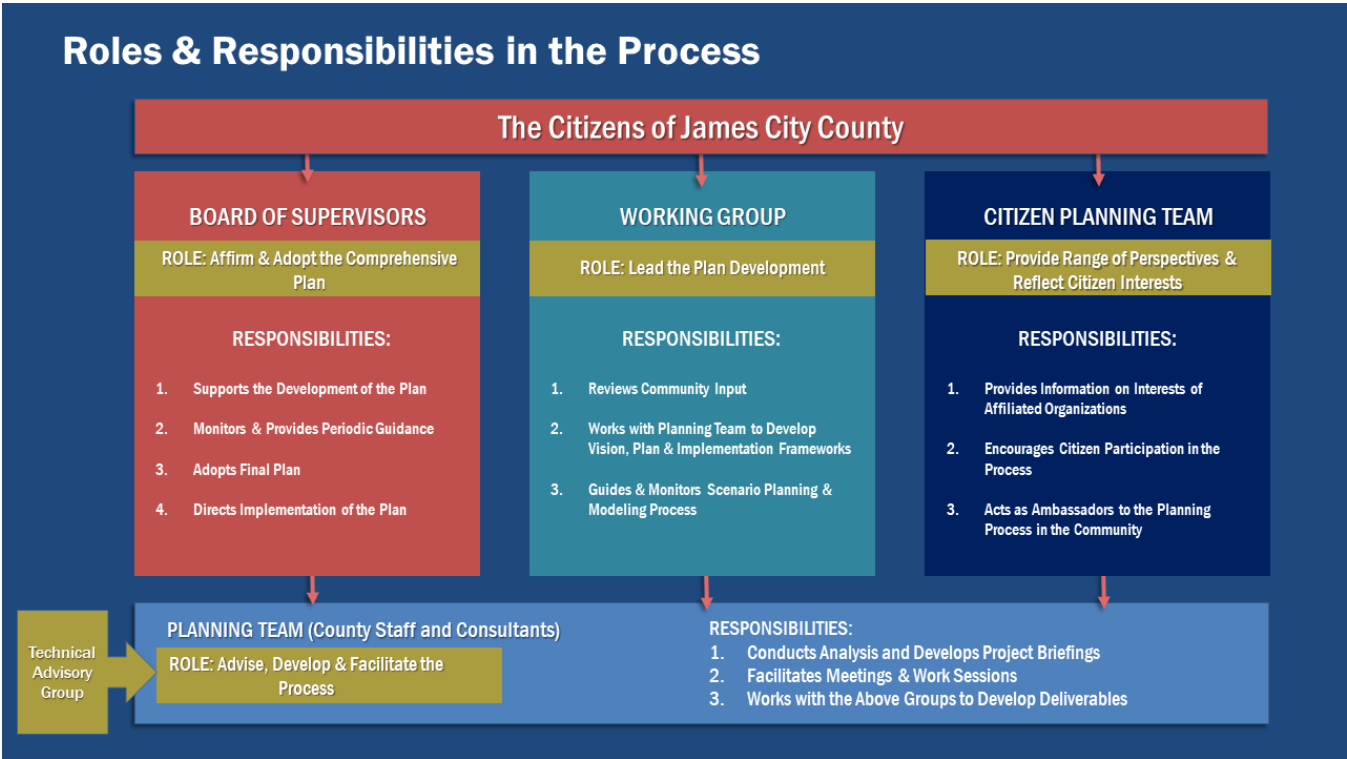 Roles & Responsibilities in the Process
The Citizens of James City County
BOARD OF SUPERVISORS
ROLE: Affirm & Adopt the Comprehensive
Plan
RESPONSIBILITIES:
1. Supports the Development of the Plan
2. Monitors & Provides Periodic Guidance
3. Adopts Final Plan
4. Directs Implementation of the Plan
WORKING GROUP
ROLE: Lead the Plan Development
RESPONSIBILITIES:
1. Reviews Community Input
2. Works with Planning Team to Develop
Vision, Plan & Implementation Frameworks
3. Guides & Monitors Scenario Planning &
Modeling Process
CITIZEN PLANNING TEAM
ROLE: Provide Range of Perspectives &
Reflect Citizen Interests
RESPONSIBILITIES:
1. Provides Information on Interests of
Affiliated Organizations
2. Encourages Citizen Participation in the
Process
3. Acts as Ambassadors to the Planning
Process in the Community
Technical
Advisory
Group
PLANNING TEAM (County Staff and Consultants)
ROLE: Advise, Develop & Facilitate the
Process
RESPONSIBILITIES:
1. Conducts Analysis and Develops Project Briefings
2. Facilitates Meetings & Work Sessions
3. Works with the Above Groups to Develop Deliverables